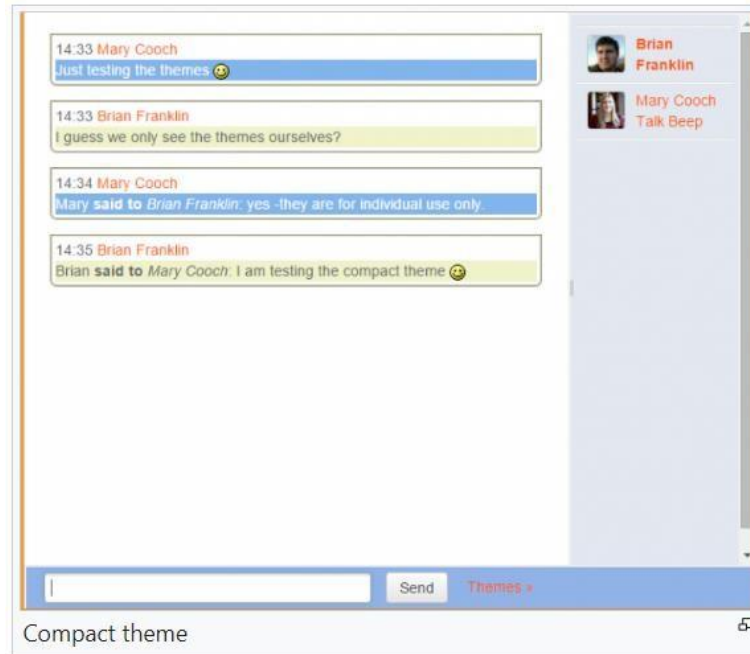 14:33 Mary Cooch
Just testing the themes
14:33 Brian Franklin
I guess we only see the themes ourselves?
14:34 Mary Cooch
Mary said to Brian Franklin: yes -they are for individual use only.
14:35 Brian Franklin
Brian said to Mary Cooch: I am testing the compact theme
Brian
Franklin
Mary Cooch
Talk Beep
Send
Themes »
Compact theme